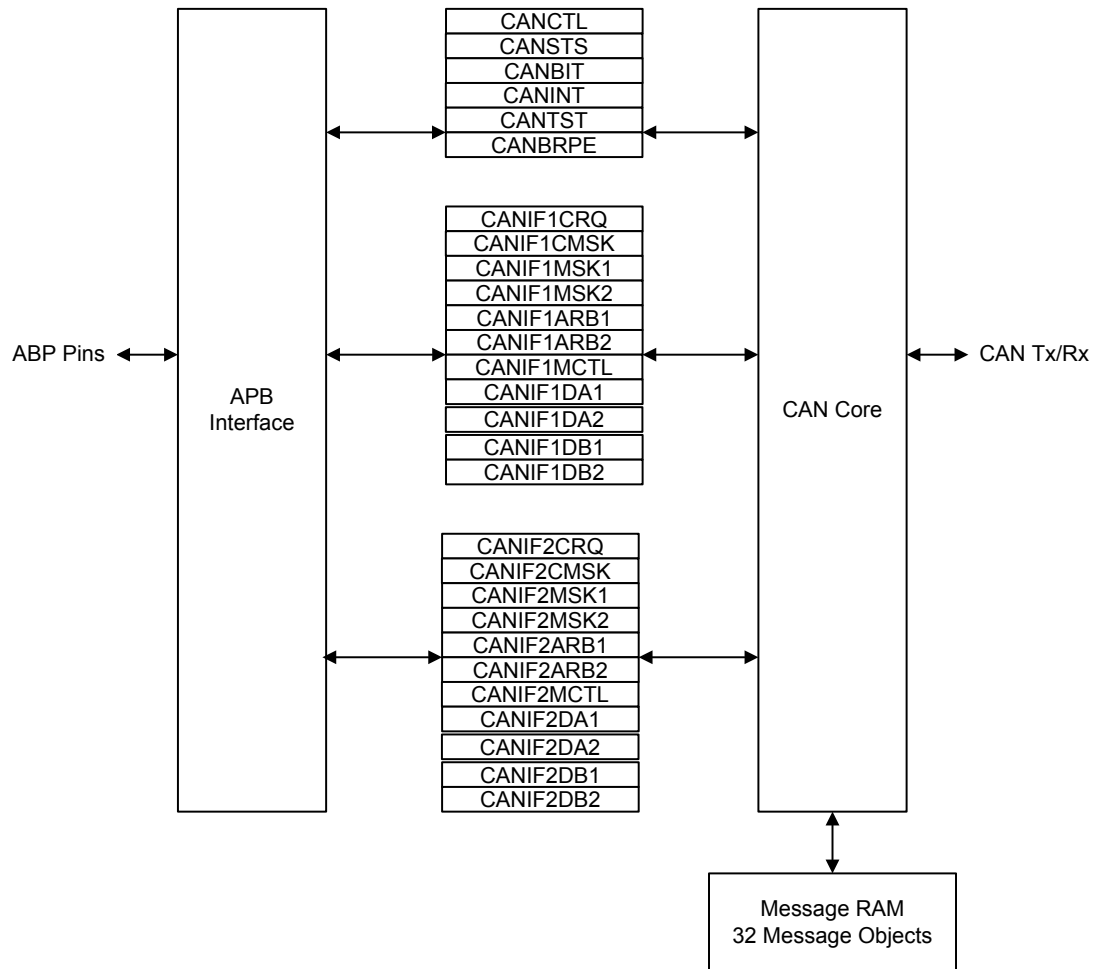 CANCTL
CANSTS
CANBIT
CANINT
CANTST
CANBRPE
CANIF1CRQ
CANIF1CMSK
CANIF1MSK1
CANIF1MSK2
CANIF1ARB1
CANIF1ARB2
CANIF1MCTL
CANIF1DA1
CANIF1DA2
CANIF1DB1
CANIF1DB2
ABP Pins
APB
Interface
CAN Core
CAN Tx/Rx
CANIF2CRQ
CANIF2CMSK
CANIF2MSK1
CANIF2MSK2
CANIF2ARB1
CANIF2ARB2
CANIF2MCTL
CANIF2DA1
CANIF2DA2
CANIF2DB1
CANIF2DB2
Message RAM
32 Message Objects